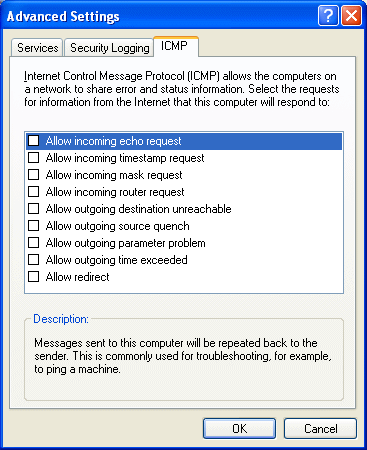 Advanced Settings
Services
Security Logging
ICMP
Internet Control Message Protocol (ICMP) allows the computers on
a network to share error and status information. Select the requests
for information from the Internet that this computer will respond to:
Allow incoming echo request
Allow incoming timestamp request
Allow incoming mask request
Allow incoming router request
Allow outgoing destination unreachable
Allow outgoing source quench
Allow outgoing parameter problem
Allow outgoing time exceeded
Allow redirect
Description:
Messages sent to this computer will be repeated back to the
sender. This is commonly used for troubleshooting, for example,
to ping a machine.
OK
Cancel